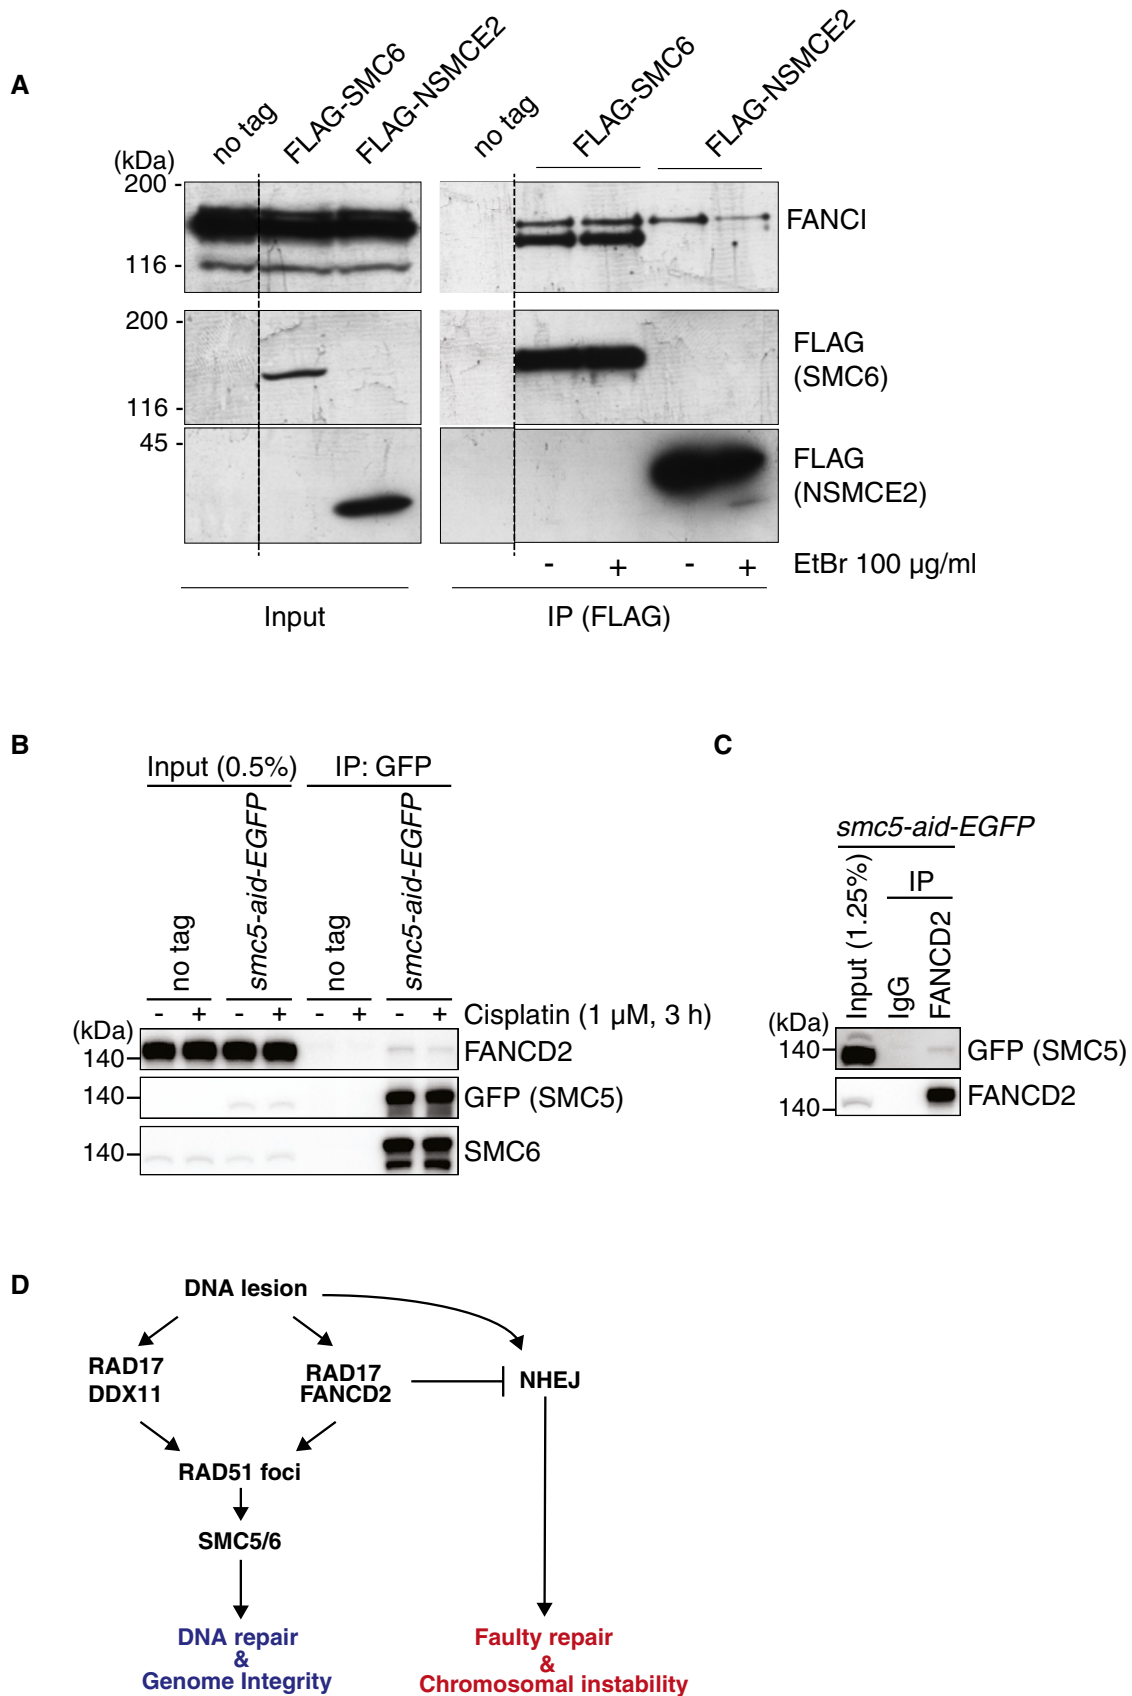 A
no tag
FLAG-SMC6
FLAG-NSMCE2
no tag
FLAG-SMC6
FLAG-NSMCE2
(kDa)
200 -
116 -
FANCI
200 -
116 -
FLAG
(SMC6)
45 -
FLAG
(NSMCE2)
- + - + EtBr 100 µg/ml
Input
IP (FLAG)
B
Input (0.5%)
IP: GFP
no tag
smc5-aid-EGFP
no tag
smc5-aid-EGFP
- + - + - + - + Cisplatin (1 µM, 3 h)
(kDa)
140
FANCD2
140
GFP (SMC5)
140
SMC6
C
smc5-aid-EGFP
Input (1.25%)
IP
IgG
FANCD2
(kDa)
140
GFP (SMC5)
140
FANCD2
D
DNA lesion
RAD17
DDX11
RAD17
FANCD2
NHEJ
RAD51 foci
SMC5/6
DNA repair
&
Genome Integrity
Faulty repair
&
Chromosomal instability